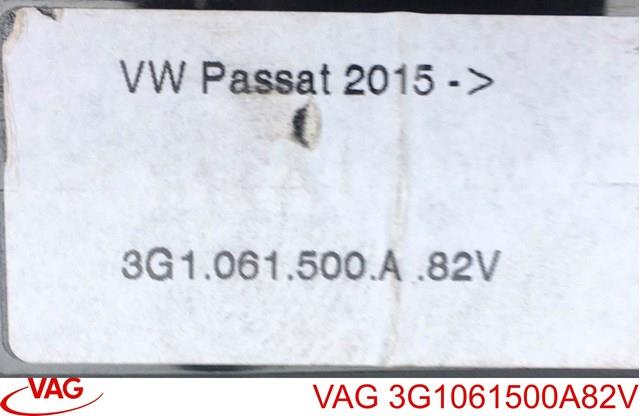 VW Passat 2015 ->
3G1.061.500.A .82V
VAG
VAG 3G1061500A82V